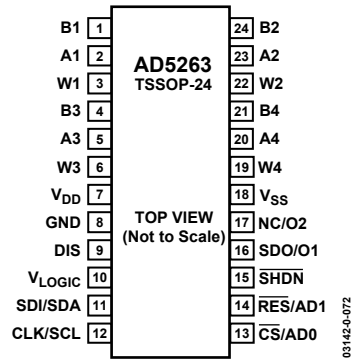 B1 1
A1 2
W1 3
B3 4
A3 5
W3 6
VDD 7
GND 8
DIS 9
VLOGIC 10
SDI/SDA 11
CLK/SCL 12
AD5263
TSSOP-24
TOP VIEW
(Not to Scale)
24 B2
23 A2
22 W2
21 B4
20 A4
19 W4
18 VSS
17 NC/O2
16 SDO/O1
15 SHDN
14 RES/AD1
13 CS/AD0
03142-0-072